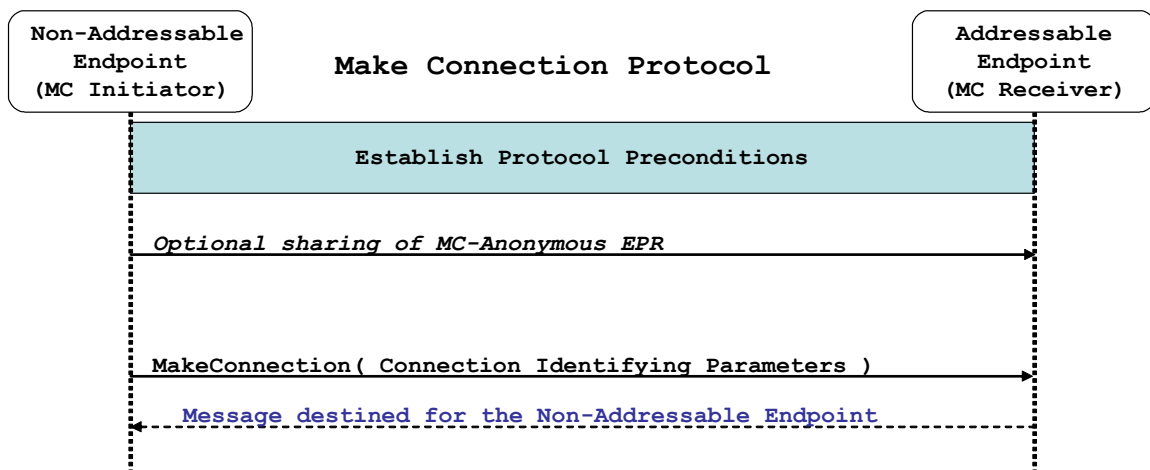 Non-Addressable
Endpoint
(MC Initiator)
Make Connection Protocol
Addressable
Endpoint
(MC Receiver)
Establish Protocol Preconditions
Optional sharing of MC-Anonymous EPR
MakeConnection( Connection Identifying Parameters )
Message destined for the Non-Addressable Endpoint